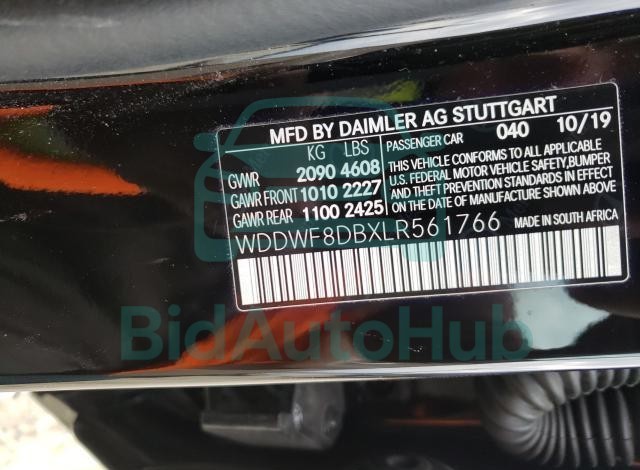 MFD BY DAIMLER AG STUTTGART
KG LBS PASSENGER CAR 040 10/19
GVWR 2090 4608
GAWR FRONT 1010 2227
GAWR REAR 1100 2425
THIS VEHICLE CONFORMS TO ALL APPLICABLE
U.S. FEDERAL MOTOR VEHICLE SAFETY, BUMPER
AND THEFT PREVENTION STANDARDS IN EFFECT
ON THE DATE OF MANUFACTURE SHOWN ABOVE.
WDDWF8DBXLR561766 MADE IN SOUTH AFRICA
BidAutoHub